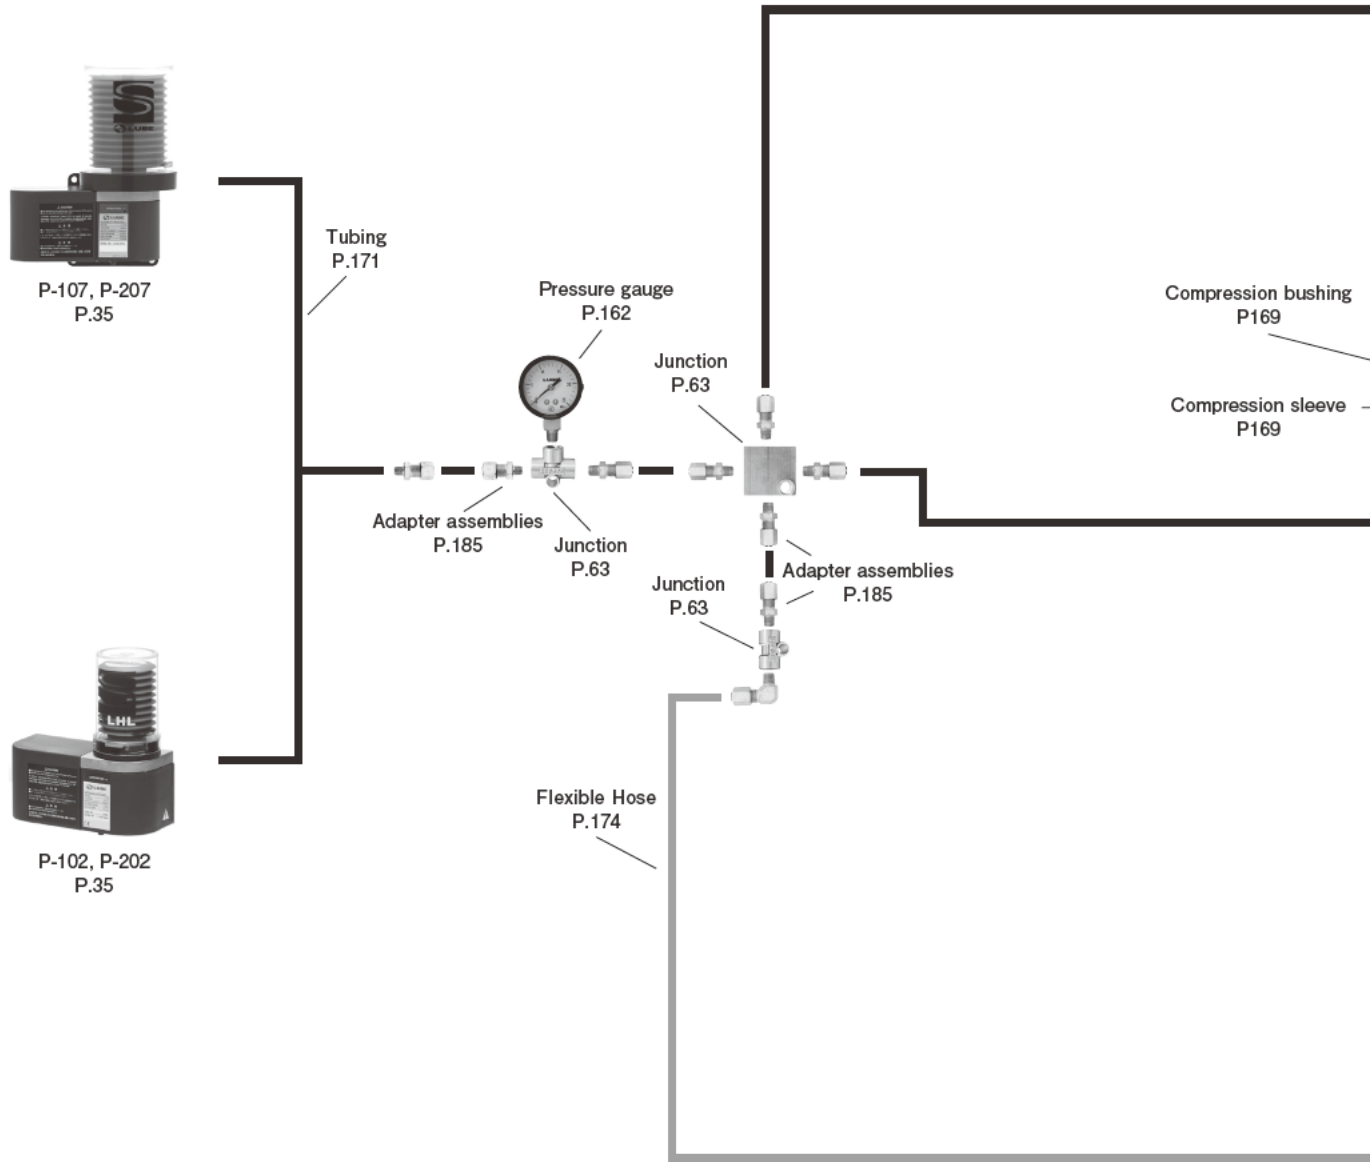 LUBE
P-107, P-207
P.35
Tubing
P.171
Pressure gauge
P.162
Junction
P.63
Compression bushing
P169
Compression sleeve
P169
Adapter assemblies
P.185
Junction
P.63
Adapter assemblies
P.185
Junction
P.63
LHL
P-102, P-202
P.35
Flexible Hose
P.174